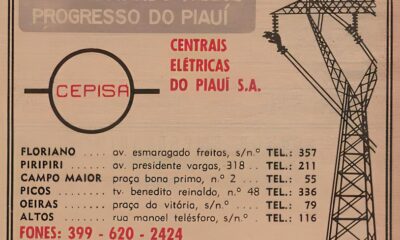 PROGRESSO DO PIAUÍ
CEPISA
CENTRAIS
ELÉTRICAS
DO PIAUÍ S.A.
FLORIANO .... av. esmaragado freitas, s/n.º TEL.: 357
PIRIPIRI ..... av. presidente vargas, 318 .. TEL.: 211
CAMPO MAIOR praça bona primo, n.º 2 ... TEL.: 55
PICOS ........ tv. benedito reinaldo, n.º 48 TEL.: 336
OEIRAS ....... praça da vitória, s/n.º ..... TEL.: 79
ALTOS ........ rua manoel telésforo, s/n.º . TEL.: 116
FONES: 399 - 620 - 2424